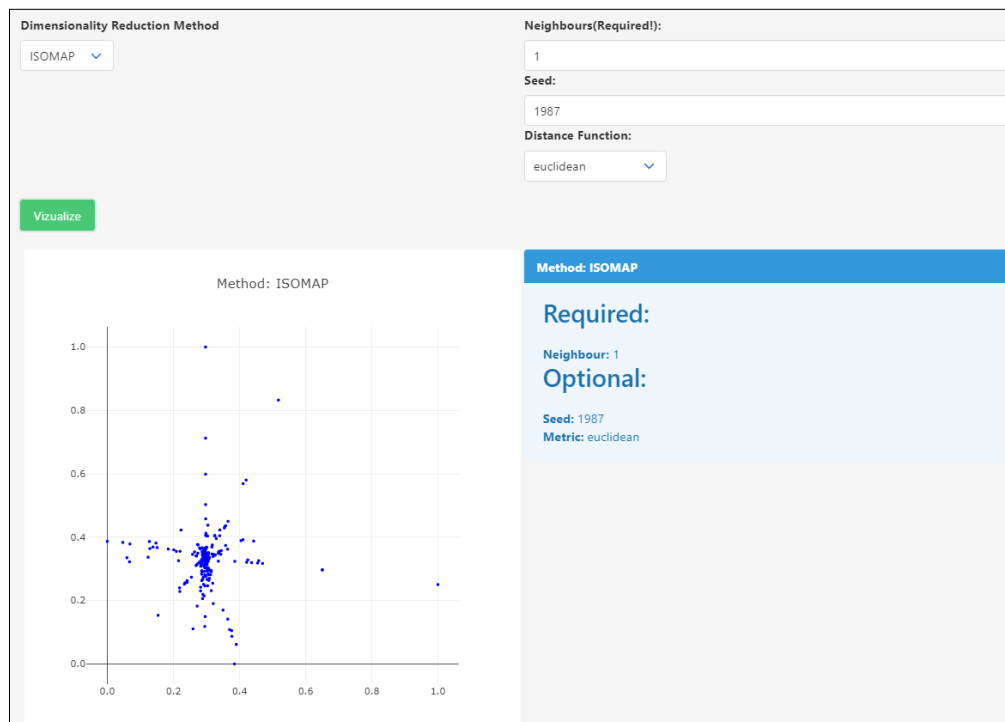 Dimensionality Reduction Method
ISOMAP
Neighbours(Required!):
1
Seed:
1987
Distance Function:
euclidean
Vizualize
Method: ISOMAP
1.0
0.8
0.6
0.4
0.2
0.0
0.0 0.2 0.4 0.6 0.8 1.0
Method: ISOMAP
Required:
Neighbour: 1
Optional:
Seed: 1987
Metric: euclidean